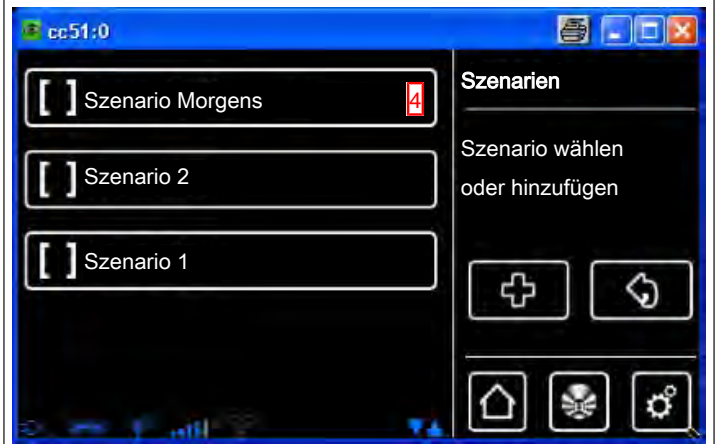 cc51:0
Szenario Morgens 4
Szenario 2
Szenario 1
Szenarien
Szenario wählen
oder hinzufügen